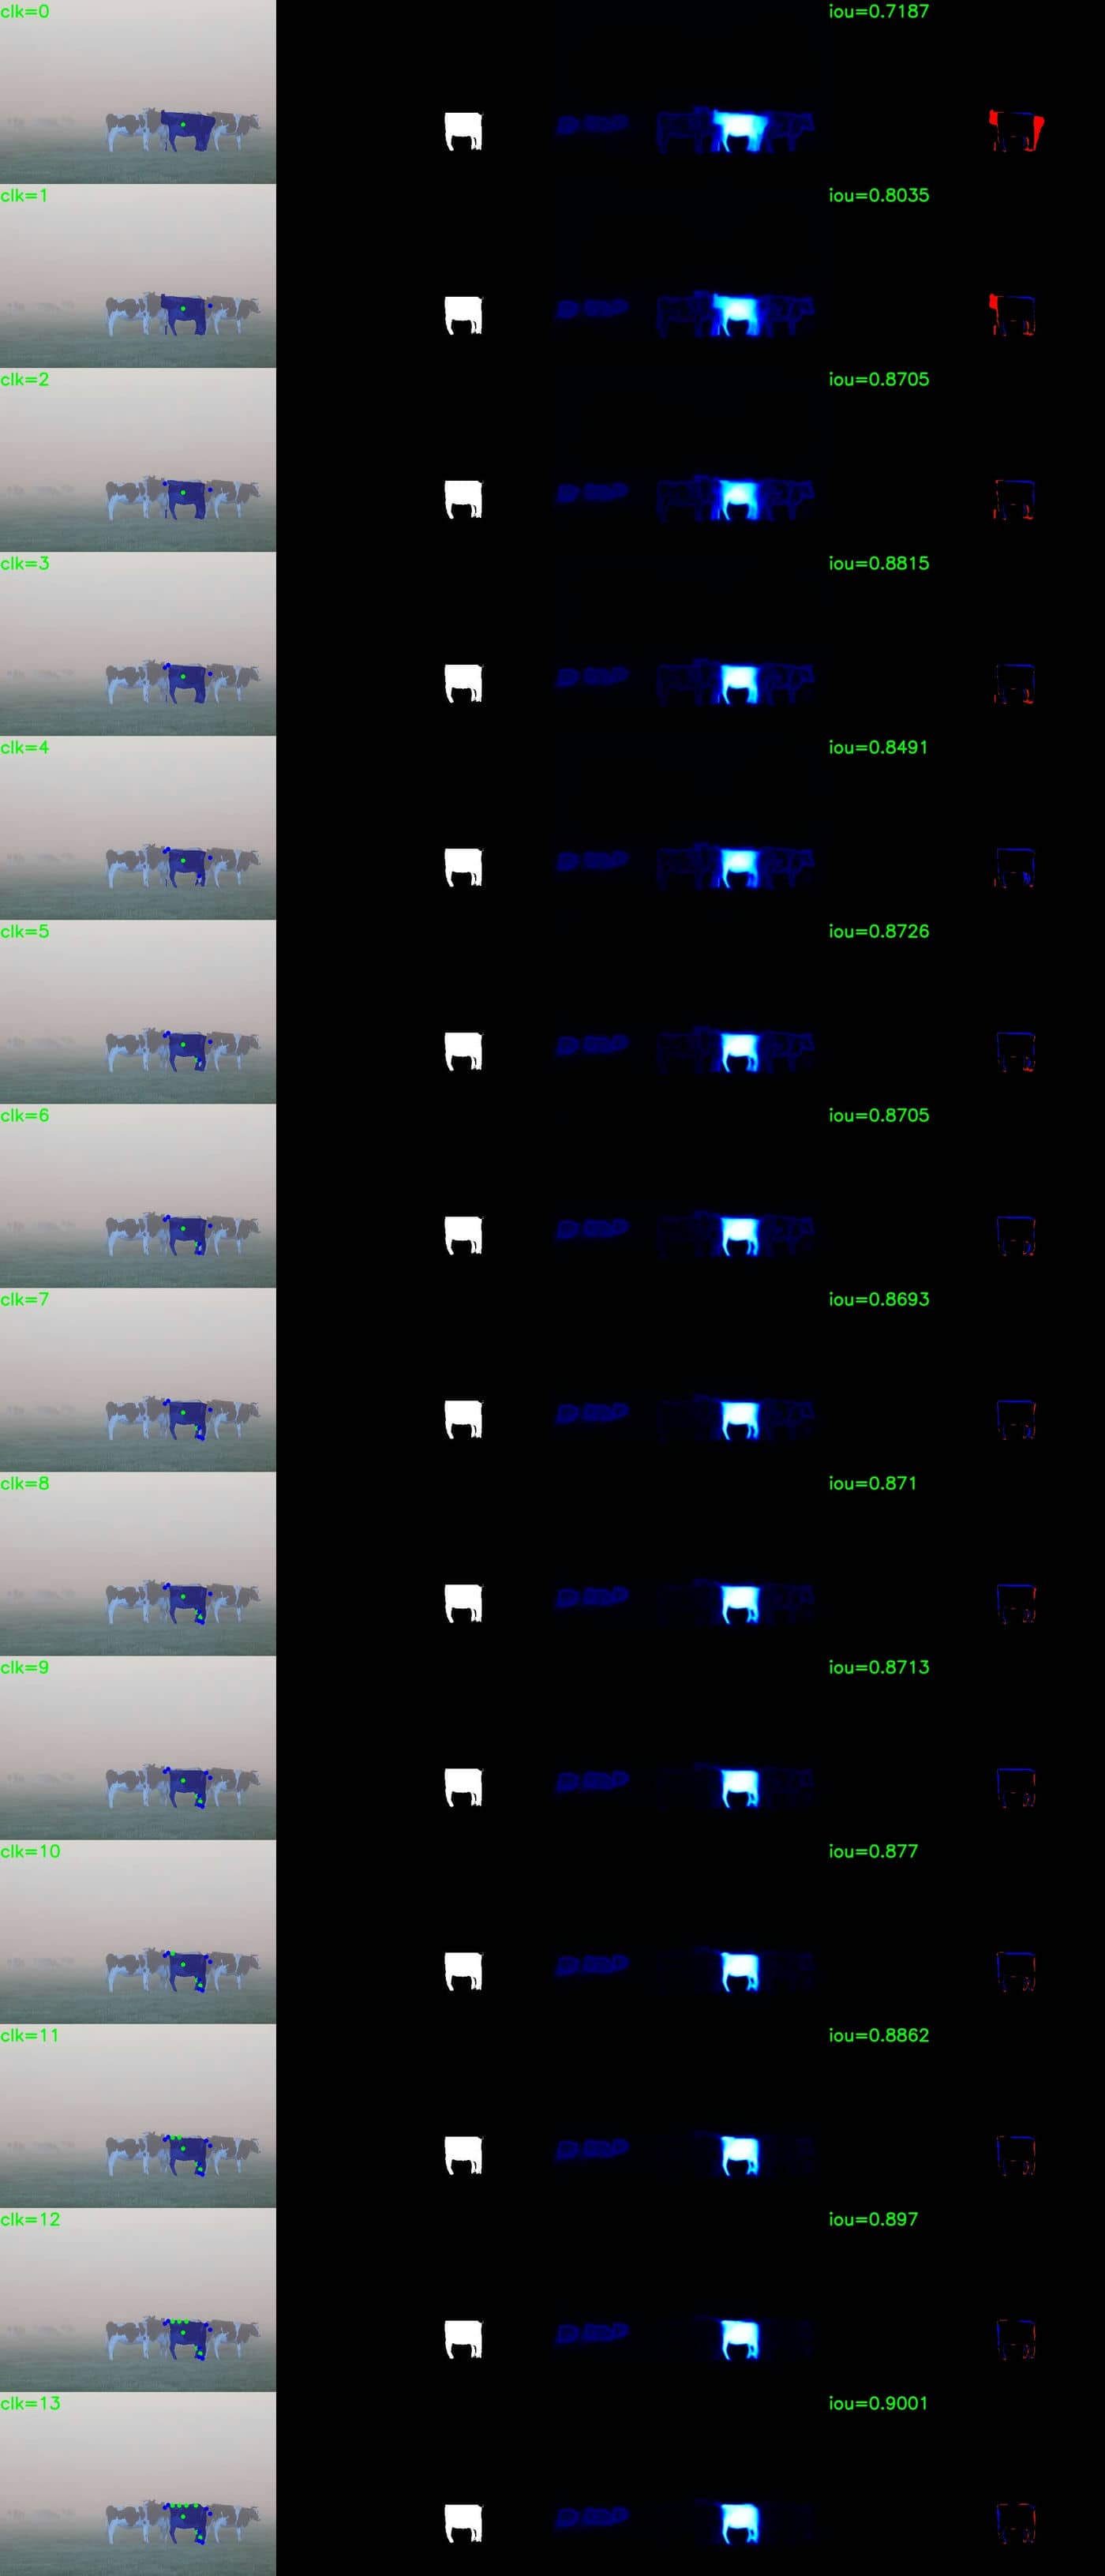 clk=0 iou=0.7187
clk=1 iou=0.8035
clk=2 iou=0.8705
clk=3 iou=0.8815
clk=4 iou=0.8491
clk=5 iou=0.8726
clk=6 iou=0.8705
clk=7 iou=0.8693
clk=8 iou=0.871
clk=9 iou=0.8713
clk=10 iou=0.877
clk=11 iou=0.8862
clk=12 iou=0.897
clk=13 iou=0.9001